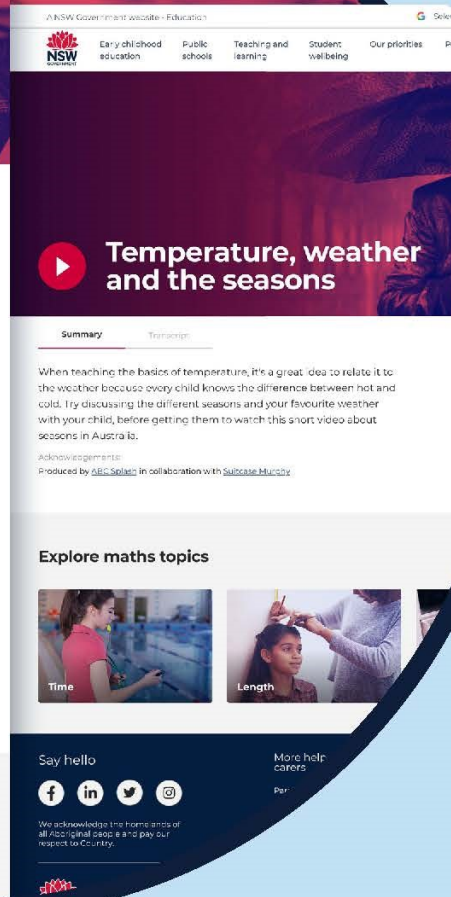 A NSW Government website - Education
Early childhood education
Public schools
Teaching and learning
Student wellbeing
Our priorities
NSW
GOVERNMENT
Temperature, weather
and the seasons
Summary
Transcript
When teaching the basics of temperature, it's a great idea to relate it to
the weather because every child knows the difference between hot and
cold. Try discussing the different seasons and your favourite weather
with your child, before getting them to watch this short video about
seasons in Australia.
Acknowledgements:
Produced by ABC Splash in collaboration with Suitcase Murphy
Explore maths topics
Time
Length
Say hello
More help
carers
We acknowledge the homelands of
all Aboriginal people and pay our
respect to Country.